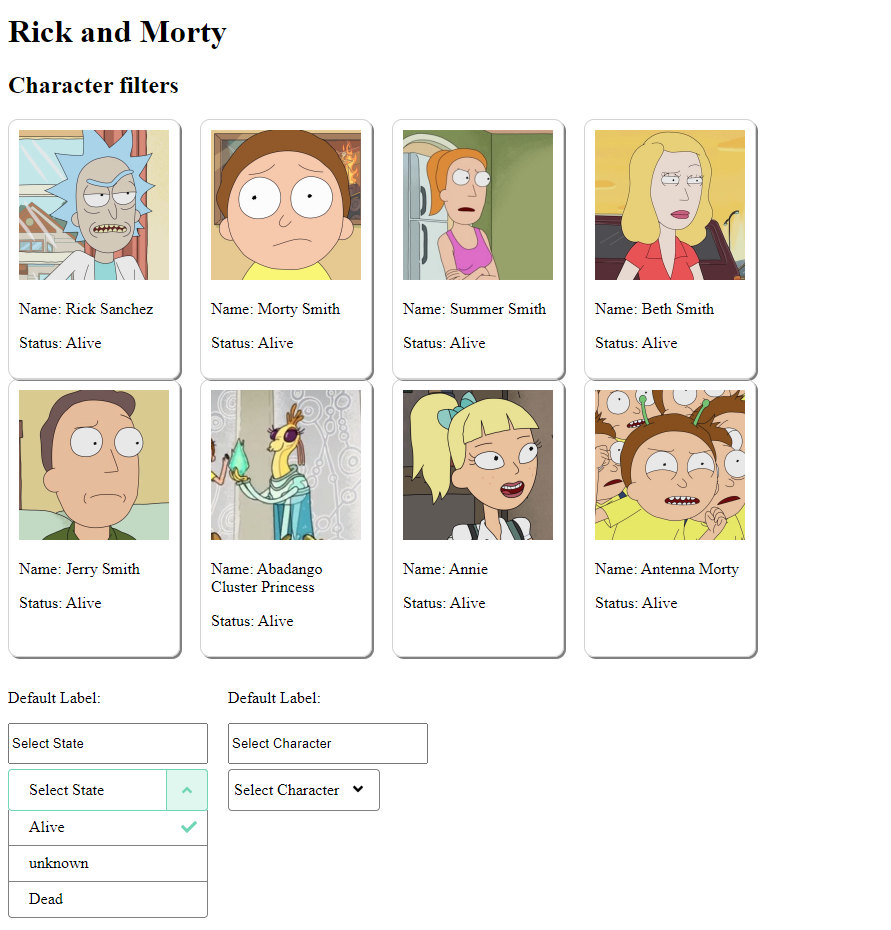 Rick and Morty
Character filters
Name: Rick Sanchez
Status: Alive
Name: Morty Smith
Status: Alive
Name: Summer Smith
Status: Alive
Name: Beth Smith
Status: Alive
Name: Jerry Smith
Status: Alive
Name: Abadango
Cluster Princess
Status: Alive
Name: Annie
Status: Alive
Name: Antenna Morty
Status: Alive
Default Label:
Select State
Select State
Alive
unknown
Dead
Default Label:
Select Character
Select Character